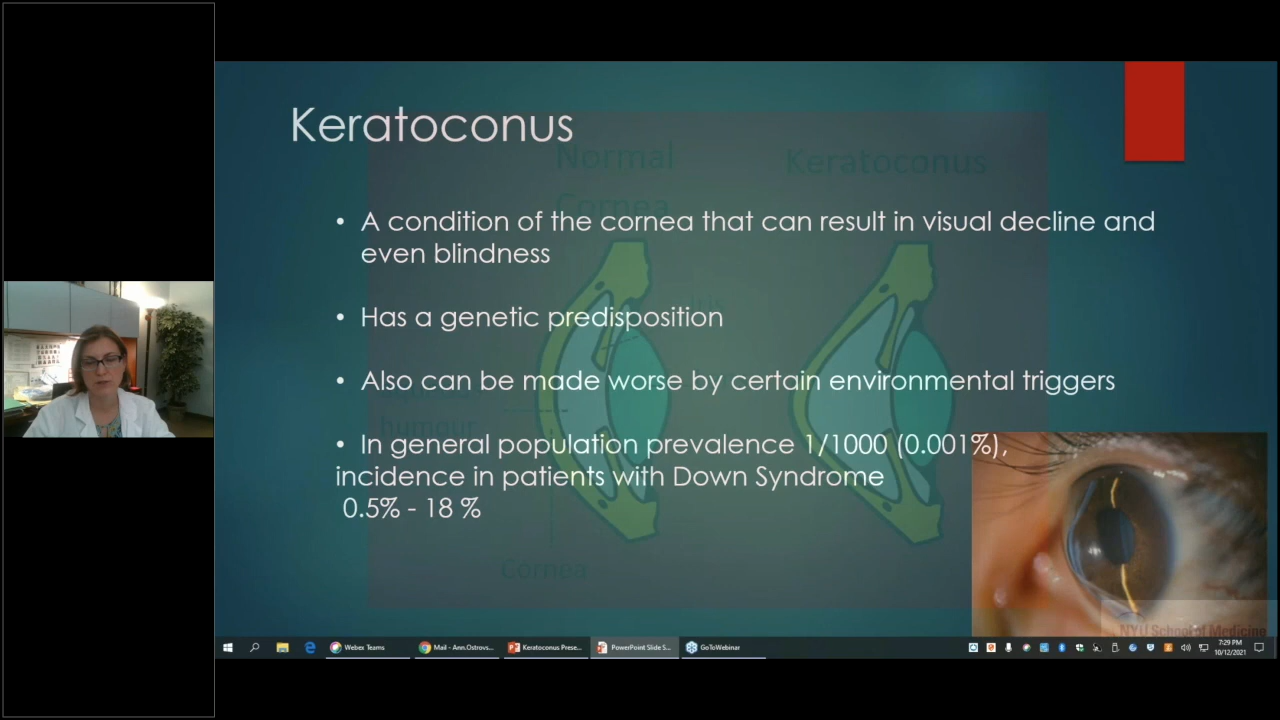 Keratoconus
Normal
Cornea
Keratoconus
• A condition of the cornea that can result in visual decline and
even blindness
• Has a genetic predisposition
• Also can be made worse by certain environmental triggers
humour
• In general population prevalence 1/1000 (0.001%),
incidence in patients with Down Syndrome
0.5% - 18 %
Cornea
NYU School of Medicine
Webex Teams
Mail - Ann.Ostrovs...
Keratoconus Prese...
PowerPoint Slide S...
GoToWebinar
7:29 PM
10/12/2021